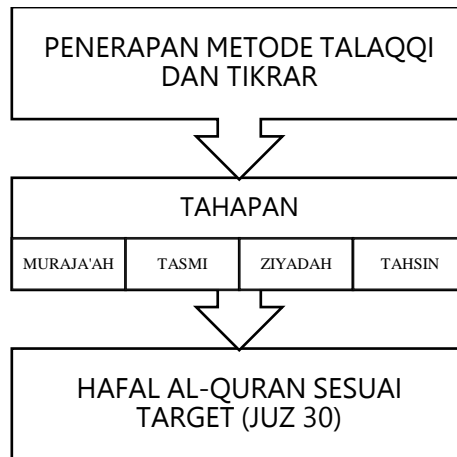 PENERAPAN METODE TALAQQI
DAN TIKRAR
TAHAPAN
MURAJA'AH
TASMI
ZIYADAH
TAHSIN
HAFAL AL-QURAN SESUAI
TARGET (JUZ 30)